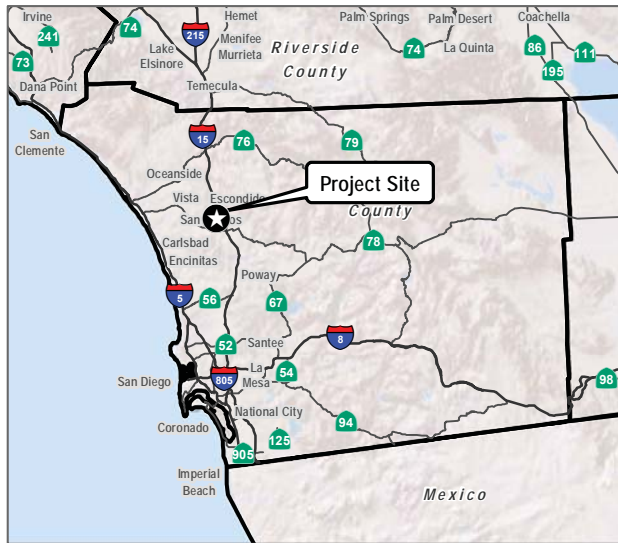 Irvine
241
74
215
Hemet
Menifee
Murrieta
Palm Springs
Palm Desert
Coachella
Lake
Elsinore
Riverside
County
74
La Quinta
86
111
73
195
Dana Point
Temecula
San
Clemente
15
76
79
Oceanside
Vista
Escondido
Project Site
County
San
os
78
Carlsbad
Encinitas
Poway
5
56
67
52
Santee
8
San Diego
805
La
Mesa
54
98
Coronado
National City
94
125
905
Imperial
Beach
Mexico